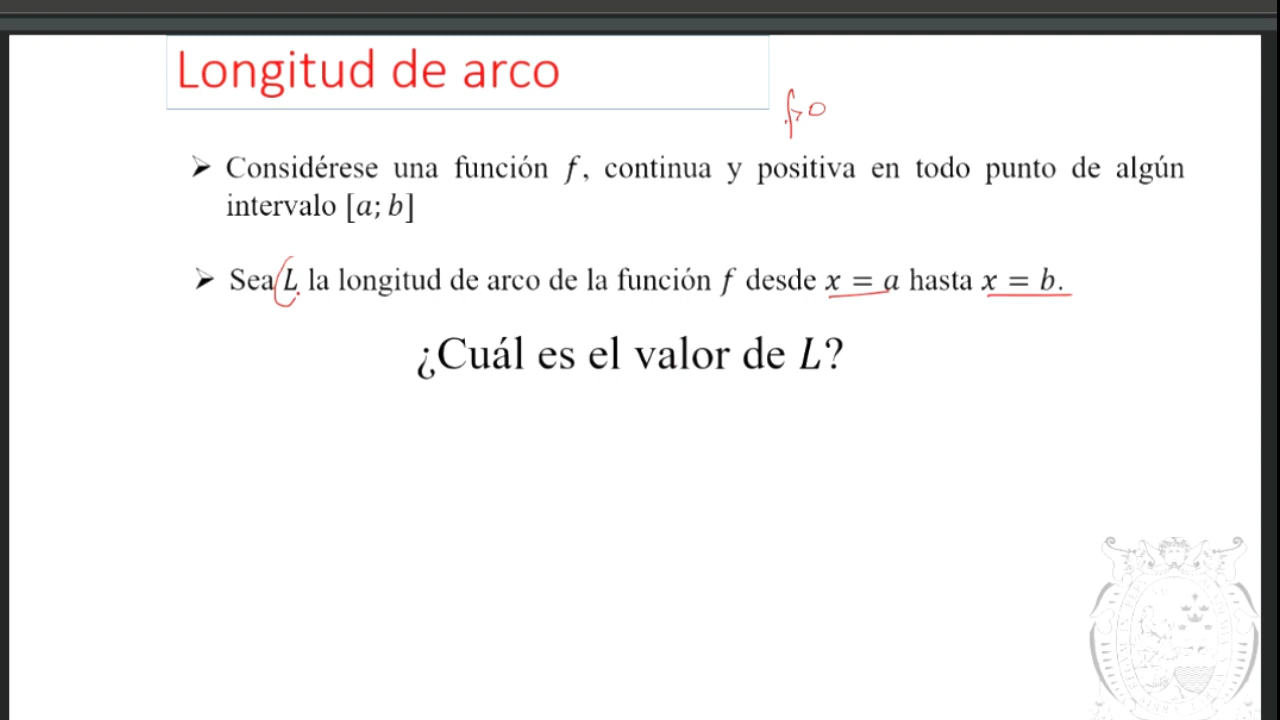 Longitud de arco
f>0
➤ Considérese una función f, continua y positiva en todo punto de algún
intervalo [a; b]
➤ Sea L la longitud de arco de la función f desde x = a hasta x = b.
¿Cuál es el valor de L?